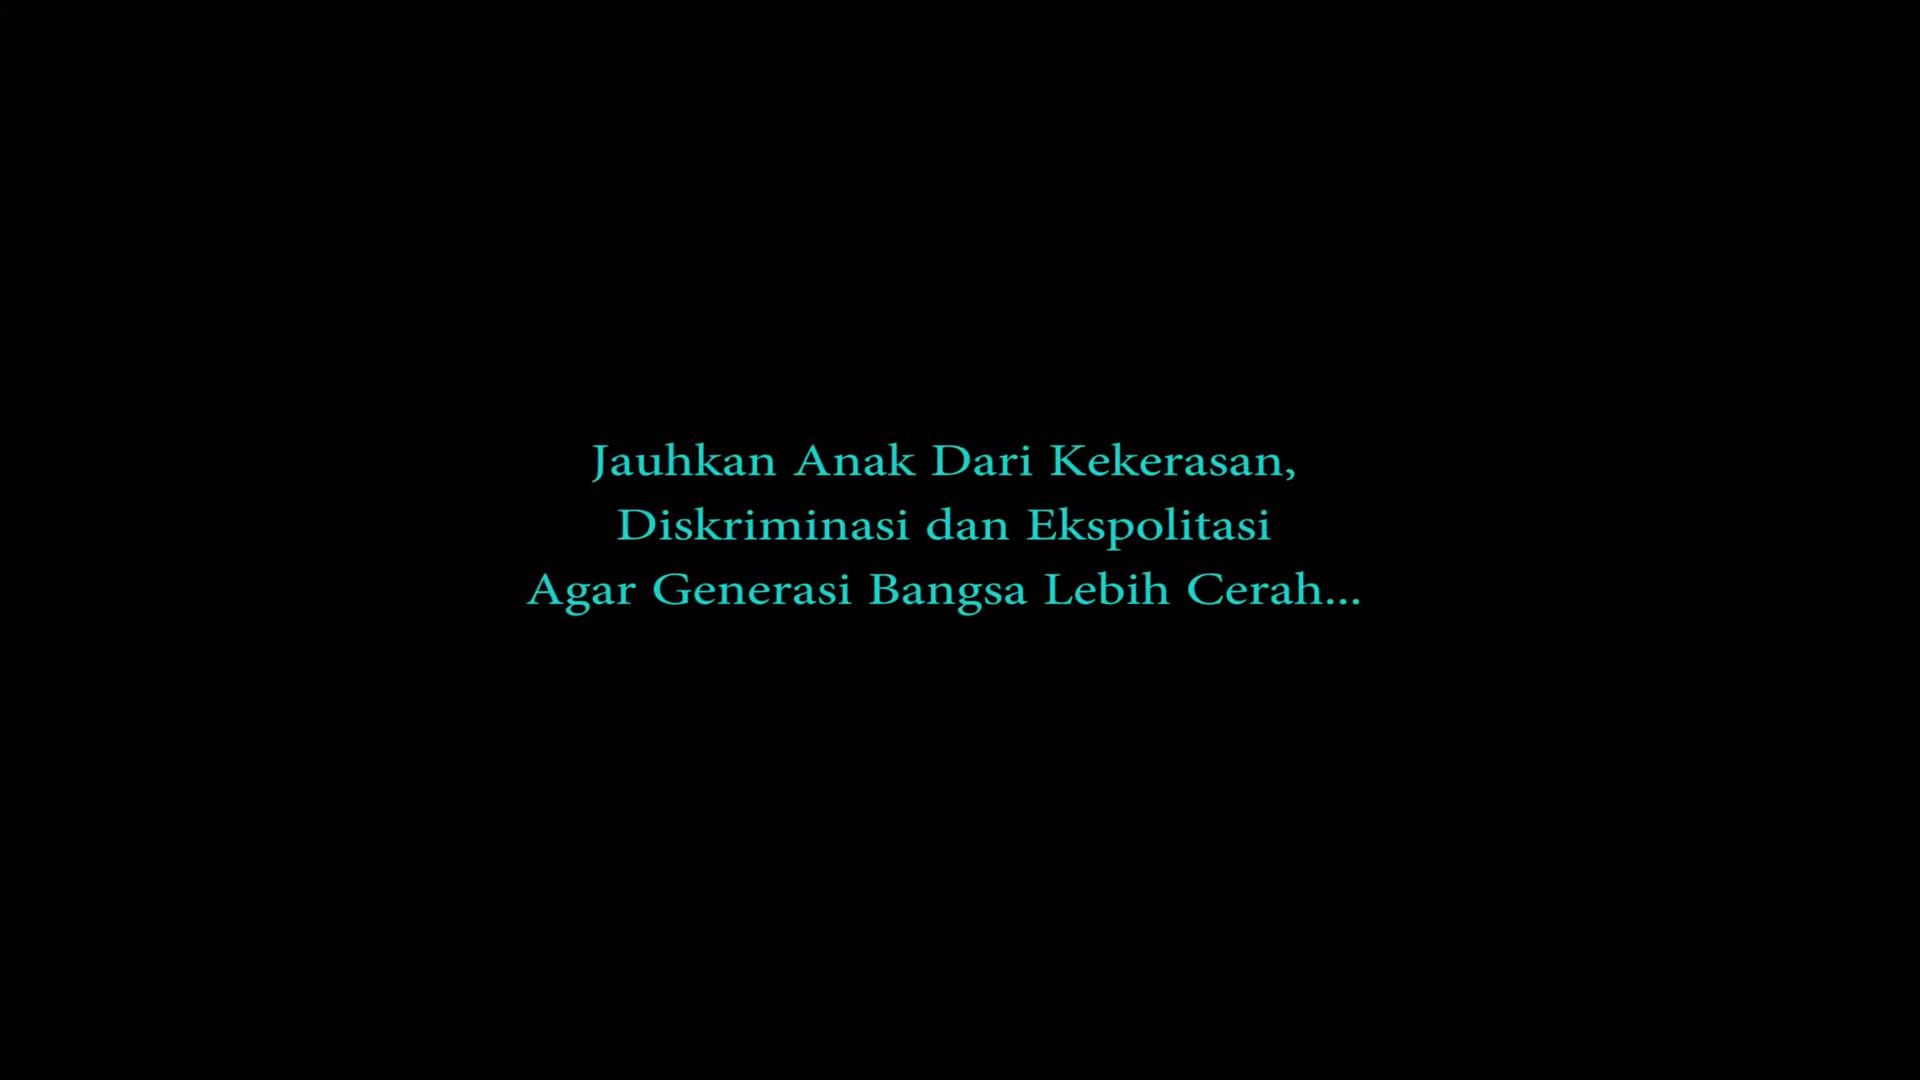 Jauhkan Anak Dari Kekerasan,
Diskriminasi dan Ekspolitasi
Agar Generasi Bangsa Lebih Cerah...